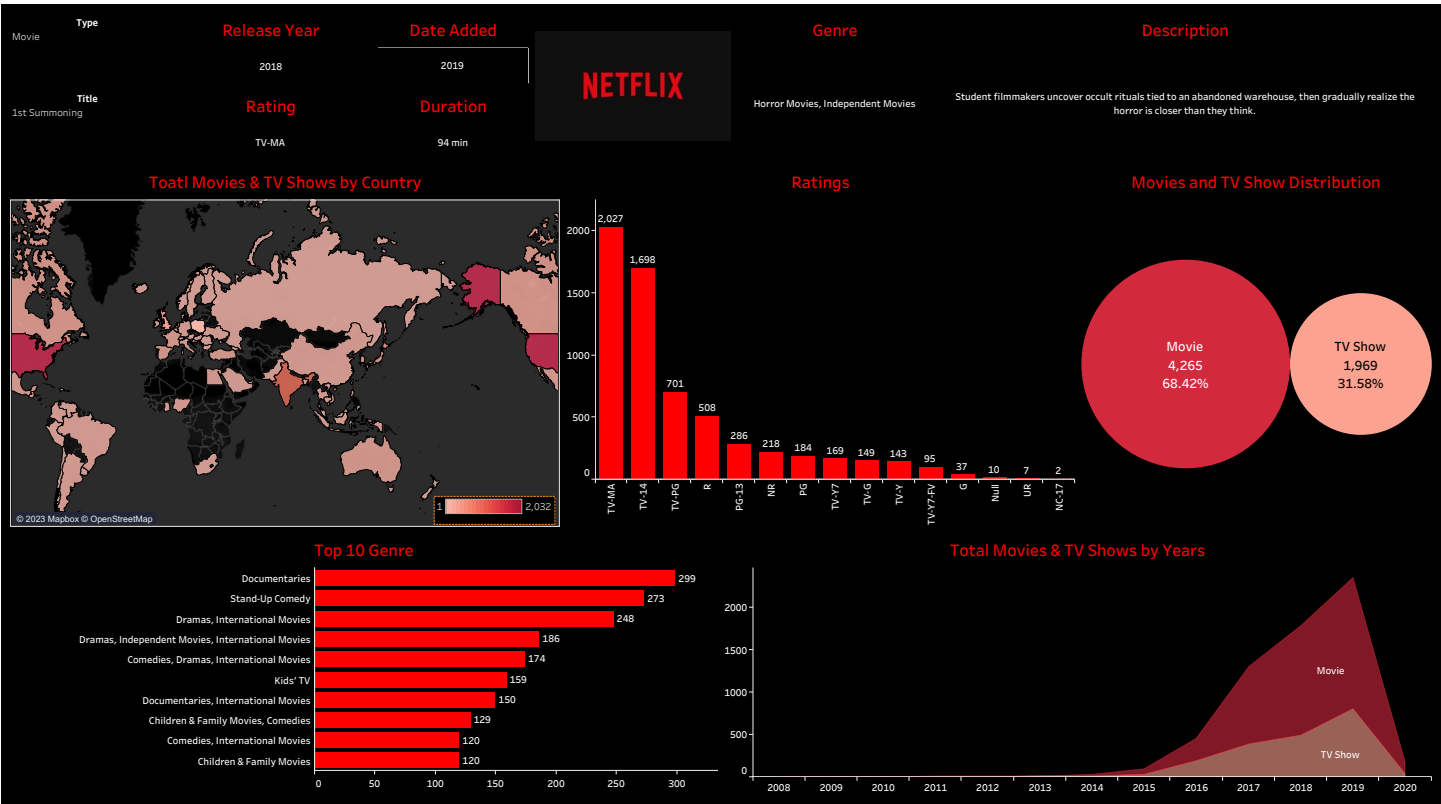 Type
Movie
Release Year
2018
Date Added
2019
Title
1st Summoning
Rating
TV-MA
Duration
94 min
NETFLIX
Genre
Horror Movies, Independent Movies
Description
Student filmmakers uncover occult rituals tied to an abandoned warehouse, then gradually realize the
horror is closer than they think.
Toatl Movies & TV Shows by Country
© 2023 Mapbox © OpenStreetMap
1
2,032
Ratings
2000
1500
1000
500
0
2,027
1,698
701
508
286
218
184
169
149
143
95
37
10
7
2
TV-MA
TV-14
TV-PG
R
PG-13
NR
PG
TV-Y7
TV-G
TV-Y
TV-Y7-FV
G
Null
UR
NC-17
Movies and TV Show Distribution
Movie
4,265
68.42%
TV Show
1,969
31.58%
Top 10 Genre
Documentaries 299
Stand-Up Comedy 273
Dramas, International Movies 248
Dramas, Independent Movies, International Movies 186
Comedies, Dramas, International Movies 174
Kids' TV 159
Documentaries, International Movies 150
Children & Family Movies, Comedies 129
Comedies, International Movies 120
Children & Family Movies 120
0 50 100 150 200 250 300
Total Movies & TV Shows by Years
2000
1500
1000
500
0
Movie
TV Show
2008 2009 2010 2011 2012 2013 2014 2015 2016 2017 2018 2019 2020